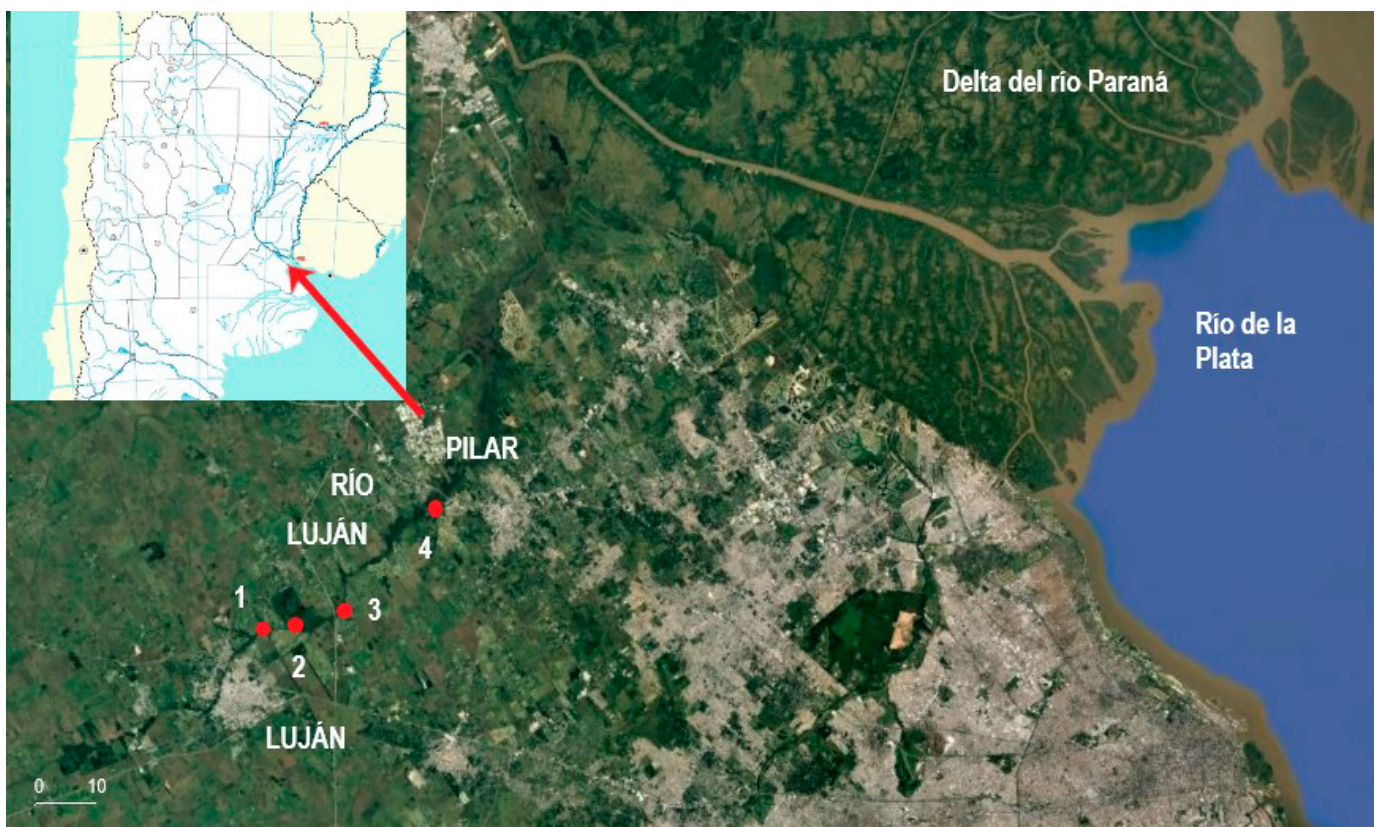 Delta del río Paraná
Río de la
Plata
PILAR
RÍO
LUJÁN
4
1
3
2
LUJÁN
0 10